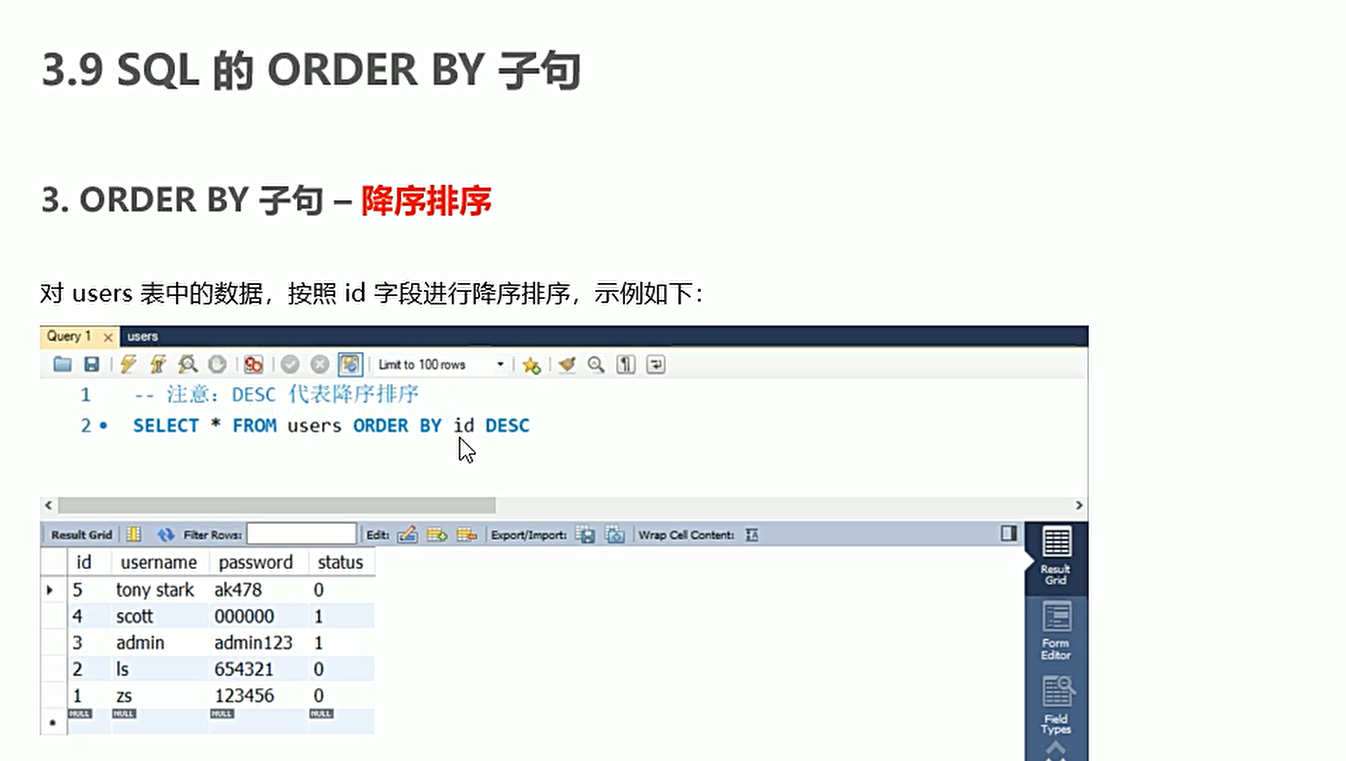 3.9 SQL 的 ORDER BY 子句
3. ORDER BY 子句 – 降序排序
对 users 表中的数据，按照 id 字段进行降序排序，示例如下：
Query 1 × users
Limit to 100 rows
1 -- 注意：DESC 代表降序排序
2 SELECT * FROM users ORDER BY id DESC
Result Grid Filter Rows: Edit: Export/Import: Wrap Cell Content:
id username password status
5 tony stark ak478 0
4 scott 000000 1
3 admin admin123 1
2 ls 654321 0
1 zs 123456 0
NULL NULL NULL NULL
Result
Grid
Form
Editor
Field
Types